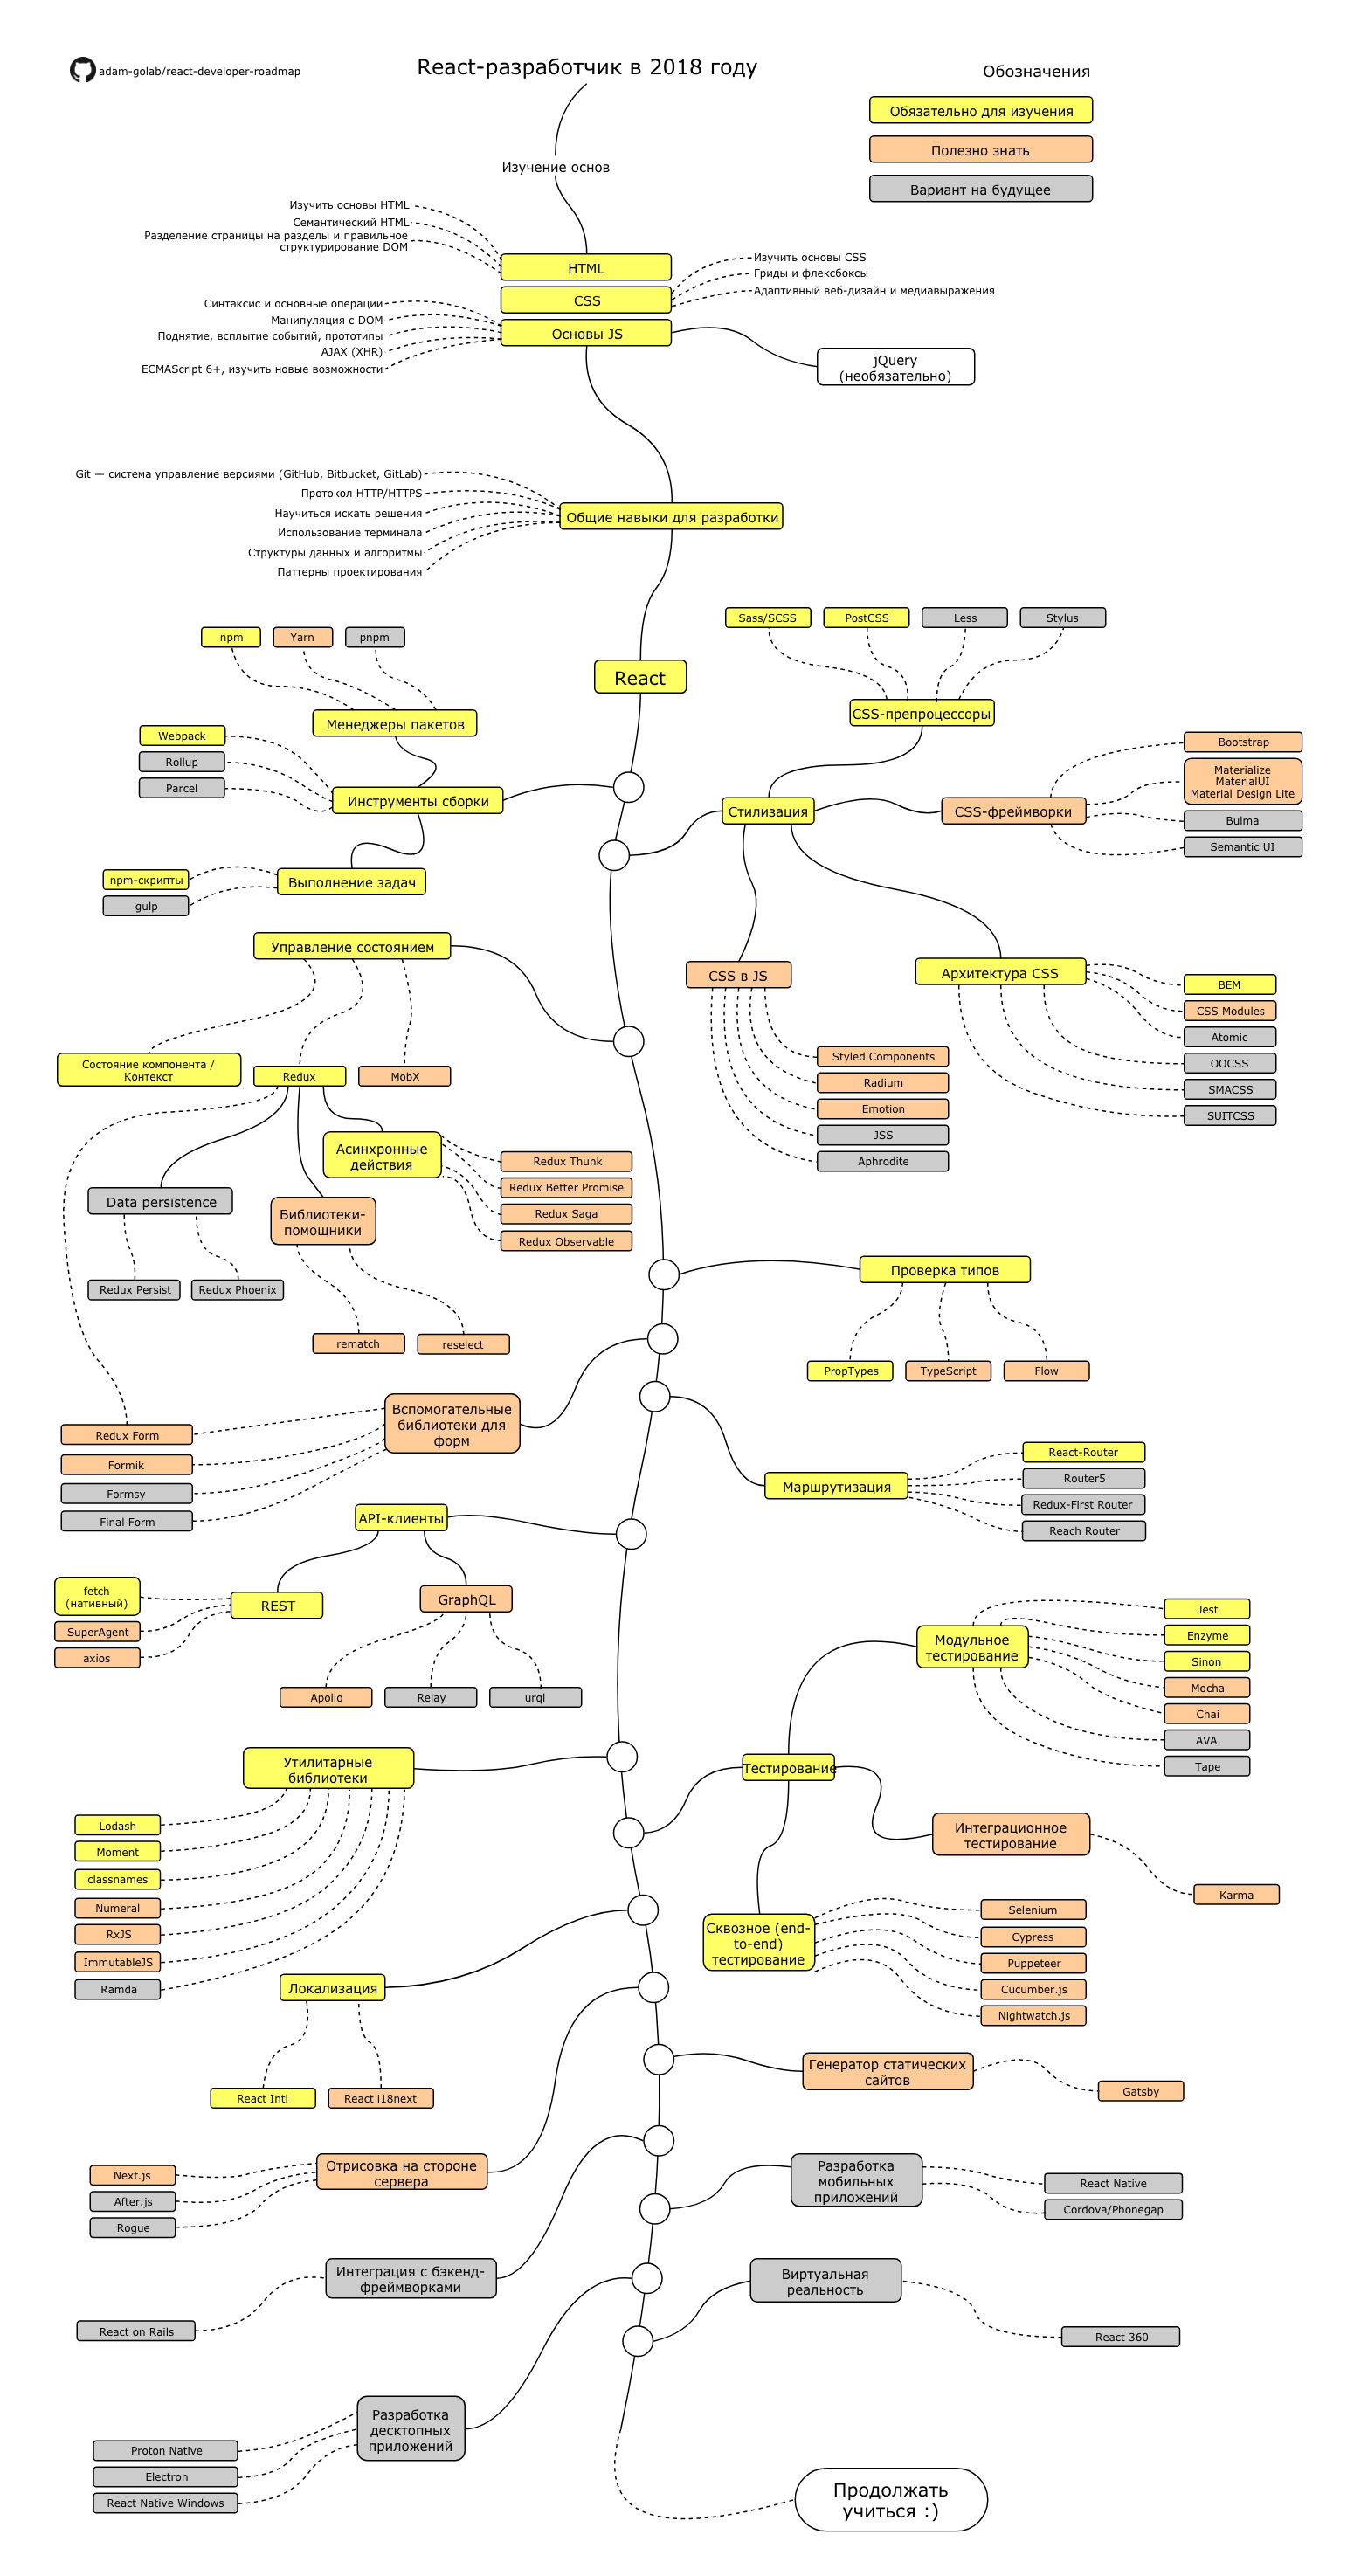 adam-golab/react-developer-roadmap
React-разработчик в 2018 году
Обозначения
Обязательно для изучения
Полезно знать
Вариант на будущее
Изучение основ
Изучить основы HTML
Семантический HTML
Разделение страницы на разделы и правильное
структурирование DOM
HTML
Изучить основы CSS
Гриды и флексбоксы
Адаптивный веб-дизайн и медиавыражения
CSS
Синтаксис и основные операции
Манипуляция с DOM
Поднятие, всплытие событий, прототипы
AJAX (XHR)
ECMAScript 6+, изучить новые возможности
Основы JS
jQuery
(необязательно)
Git — система управление версиями (GitHub, Bitbucket, GitLab)
Протокол HTTP/HTTPS
Научиться искать решения
Использование терминала
Структуры данных и алгоритмы
Паттерны проектирования
Общие навыки для разработки
React
npm
Yarn
pnpm
Менеджеры пакетов
Webpack
Rollup
Parcel
Инструменты сборки
npm-скрипты
gulp
Выполнение задач
Sass/SCSS
PostCSS
Less
Stylus
CSS-препроцессоры
Стилизация
CSS-фреймворки
Bootstrap
Materialize
MaterialUI
Material Design Lite
Bulma
Semantic UI
CSS в JS
Styled Components
Radium
Emotion
JSS
Aphrodite
Архитектура CSS
BEM
CSS Modules
Atomic
OOCSS
SMACSS
SUITCSS
Управление состоянием
Состояние компонента /
Контекст
Redux
MobX
Асинхронные
действия
Redux Thunk
Redux Better Promise
Redux Saga
Redux Observable
Data persistence
Redux Persist
Redux Phoenix
Библиотеки-
помощники
rematch
reselect
Проверка типов
PropTypes
TypeScript
Flow
Вспомогательные
библиотеки для
форм
Redux Form
Formik
Formsy
Final Form
Маршрутизация
React-Router
Router5
Redux-First Router
Reach Router
API-клиенты
REST
fetch
(нативный)
SuperAgent
axios
GraphQL
Apollo
Relay
urql
Утилитарные
библиотеки
Lodash
Moment
classnames
Numeral
RxJS
ImmutableJS
Ramda
Тестирование
Модульное
тестирование
Jest
Enzyme
Sinon
Mocha
Chai
AVA
Tape
Интеграционное
тестирование
Karma
Сквозное (end-
to-end)
тестирование
Selenium
Cypress
Puppeteer
Cucumber.js
Nightwatch.js
Локализация
React Intl
React i18next
Генератор статических
сайтов
Gatsby
Отрисовка на стороне
сервера
Next.js
After.js
Rogue
Разработка
мобильных
приложений
React Native
Cordova/Phonegap
Интеграция с бэкенд-
фреймворками
React on Rails
Виртуальная
реальность
React 360
Разработка
десктопных
приложений
Proton Native
Electron
React Native Windows
Продолжать
учиться :)